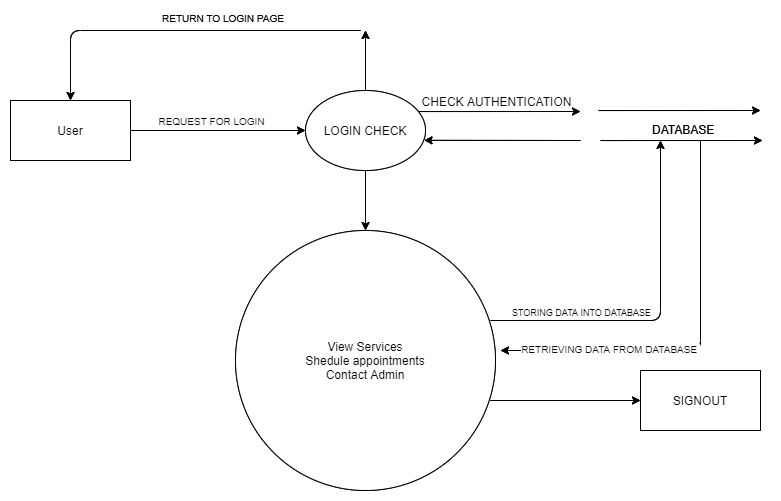 RETURN TO LOGIN PAGE
CHECK AUTHENTICATION
REQUEST FOR LOGIN
User
LOGIN CHECK
DATABASE
STORING DATA INTO DATABASE
View Services
Shedule appointments
Contact Admin
RETRIEVING DATA FROM DATABASE
SIGNOUT